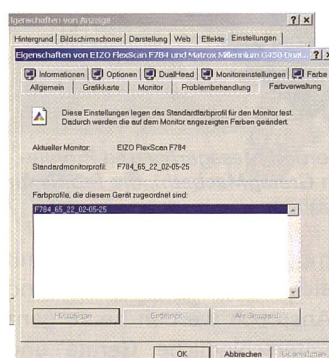 Eigenschaften von Anzeige
Hintergrund Bildschirmschoner Darstellung Web Effekte Einstellungen
Eigenschaften von EIZO FlexScan F784 und Matrox Millennium G450 Dual...
Informationen Optionen DualHead Monitoreinstellungen Farbe
Allgemein Grafikkarte Monitor Problembehandlung Farbverwaltung
Diese Einstellungen legen das Standardfarbprofil für den Monitor fest.
Dadurch werden die auf dem Monitor angezeigten Farben geändert.
Aktueller Monitor: EIZO FlexScan F784
Standardmonitorprofil: F784_65_22_02-05-25
Farbprofile, die diesem Gerät zugeordnet sind:
F784_65_22_02-05-25
Hinzufügen Entfernen Als Standard
OK Abbrechen Übernehmen